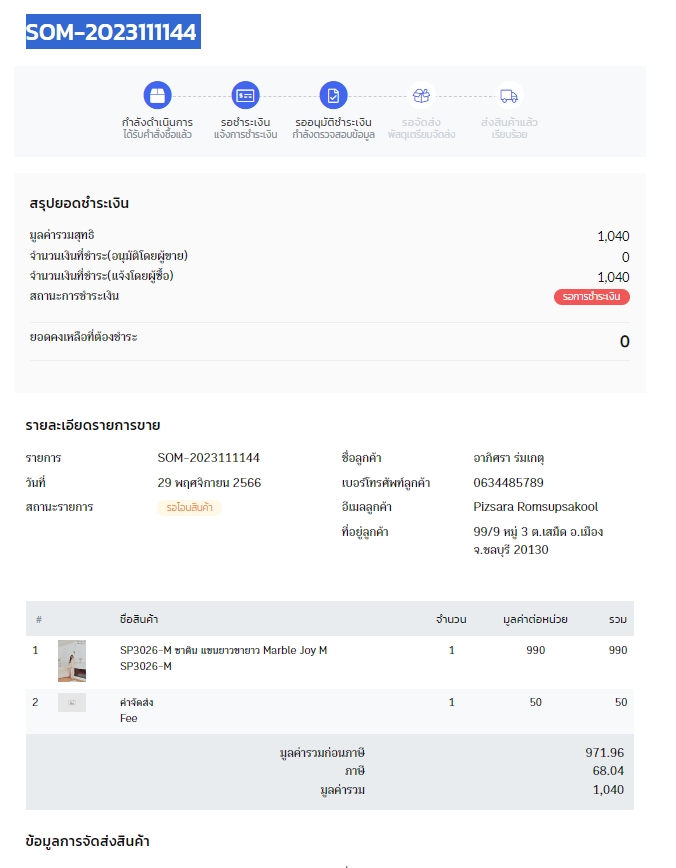 SOM-2023111144
กำลังดำเนินการ
ได้รับคำสั่งซื้อแล้ว
รอชำระเงิน
แจ้งการชำระเงิน
รออนุมัติชำระเงิน
กำลังตรวจสอบข้อมูล
รอจัดส่ง
พัสดุเตรียมจัดส่ง
ส่งสินค้าแล้ว
เรียบร้อย
สรุปยอดชำระเงิน
มูลค่ารวมสุทธิ 1,040
จำนวนเงินที่ชำระ(อนุมัติโดยผู้ขาย) 0
จำนวนเงินที่ชำระ(แจ้งโดยผู้ซื้อ) 1,040
สถานะการชำระเงิน รอการชำระเงิน
ยอดคงเหลือที่ต้องชำระ 0
รายละเอียดรายการขาย
รายการ SOM-2023111144 ชื่อลูกค้า อาภิศรา ร่มเกตุ
วันที่ 29 พฤศจิกายน 2566 เบอร์โทรศัพท์ลูกค้า 0634485789
สถานะรายการ รอโอนสินค้า อีเมลลูกค้า Pizsara Romsupsakool
ที่อยู่ลูกค้า 99/9 หมู่ 3 ต.เสม็ด อ.เมือง
จ.ชลบุรี 20130
# ชื่อสินค้า จำนวน มูลค่าต่อหน่วย รวม
1 SP3026-M ซาติน แขนยาวขายาว Marble Joy M 1 990 990
SP3026-M
2 ค่าจัดส่ง 1 50 50
Fee
มูลค่ารวมก่อนภาษี 971.96
ภาษี 68.04
มูลค่ารวม 1,040
ข้อมูลการจัดส่งสินค้า